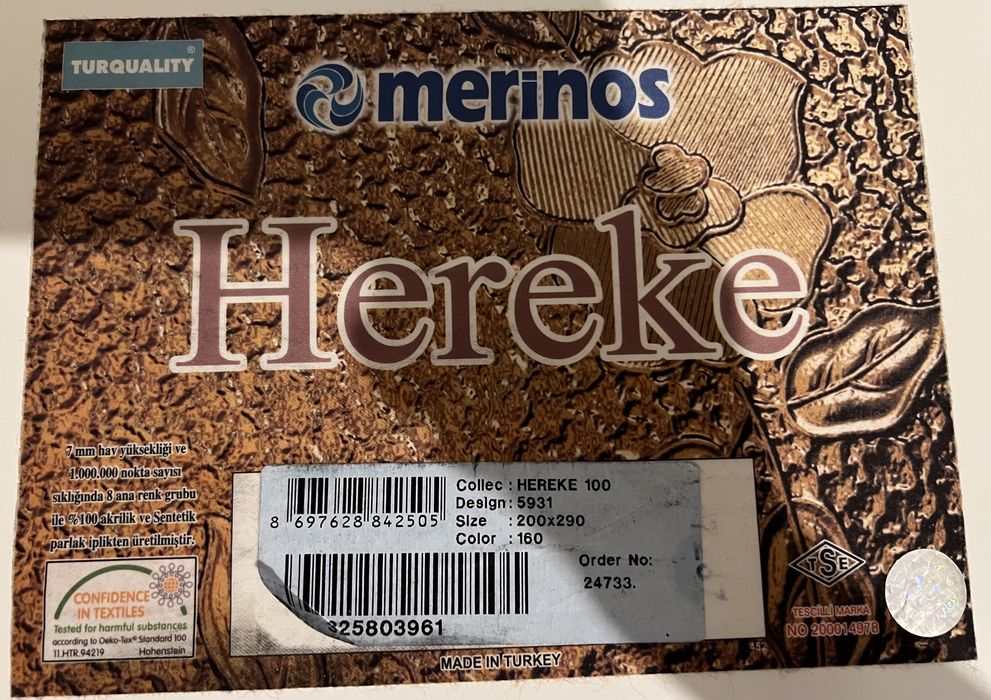 TURQUALITY®
merinos
Hereke
7 mm hav yüksekliği ve
1.000.000 nokta sayısı
sıklığında 8 ana renk grubu
ile %100 akrilik ve Sentetik
parlak iplikten üretilmiştir.
CONFIDENCE
IN TEXTILES
Tested for harmful substances
according to Oeko-Tex® Standard 100
11.HTR.94219 Hohenstein
8 697628 842505
Collec : HEREKE 100
Design : 5931
Size : 200x290
Color : 160
Order No:
24733.
825803961
TSE
TESCİLLİ MARKA
NO 200014978
452
MADE IN TURKEY